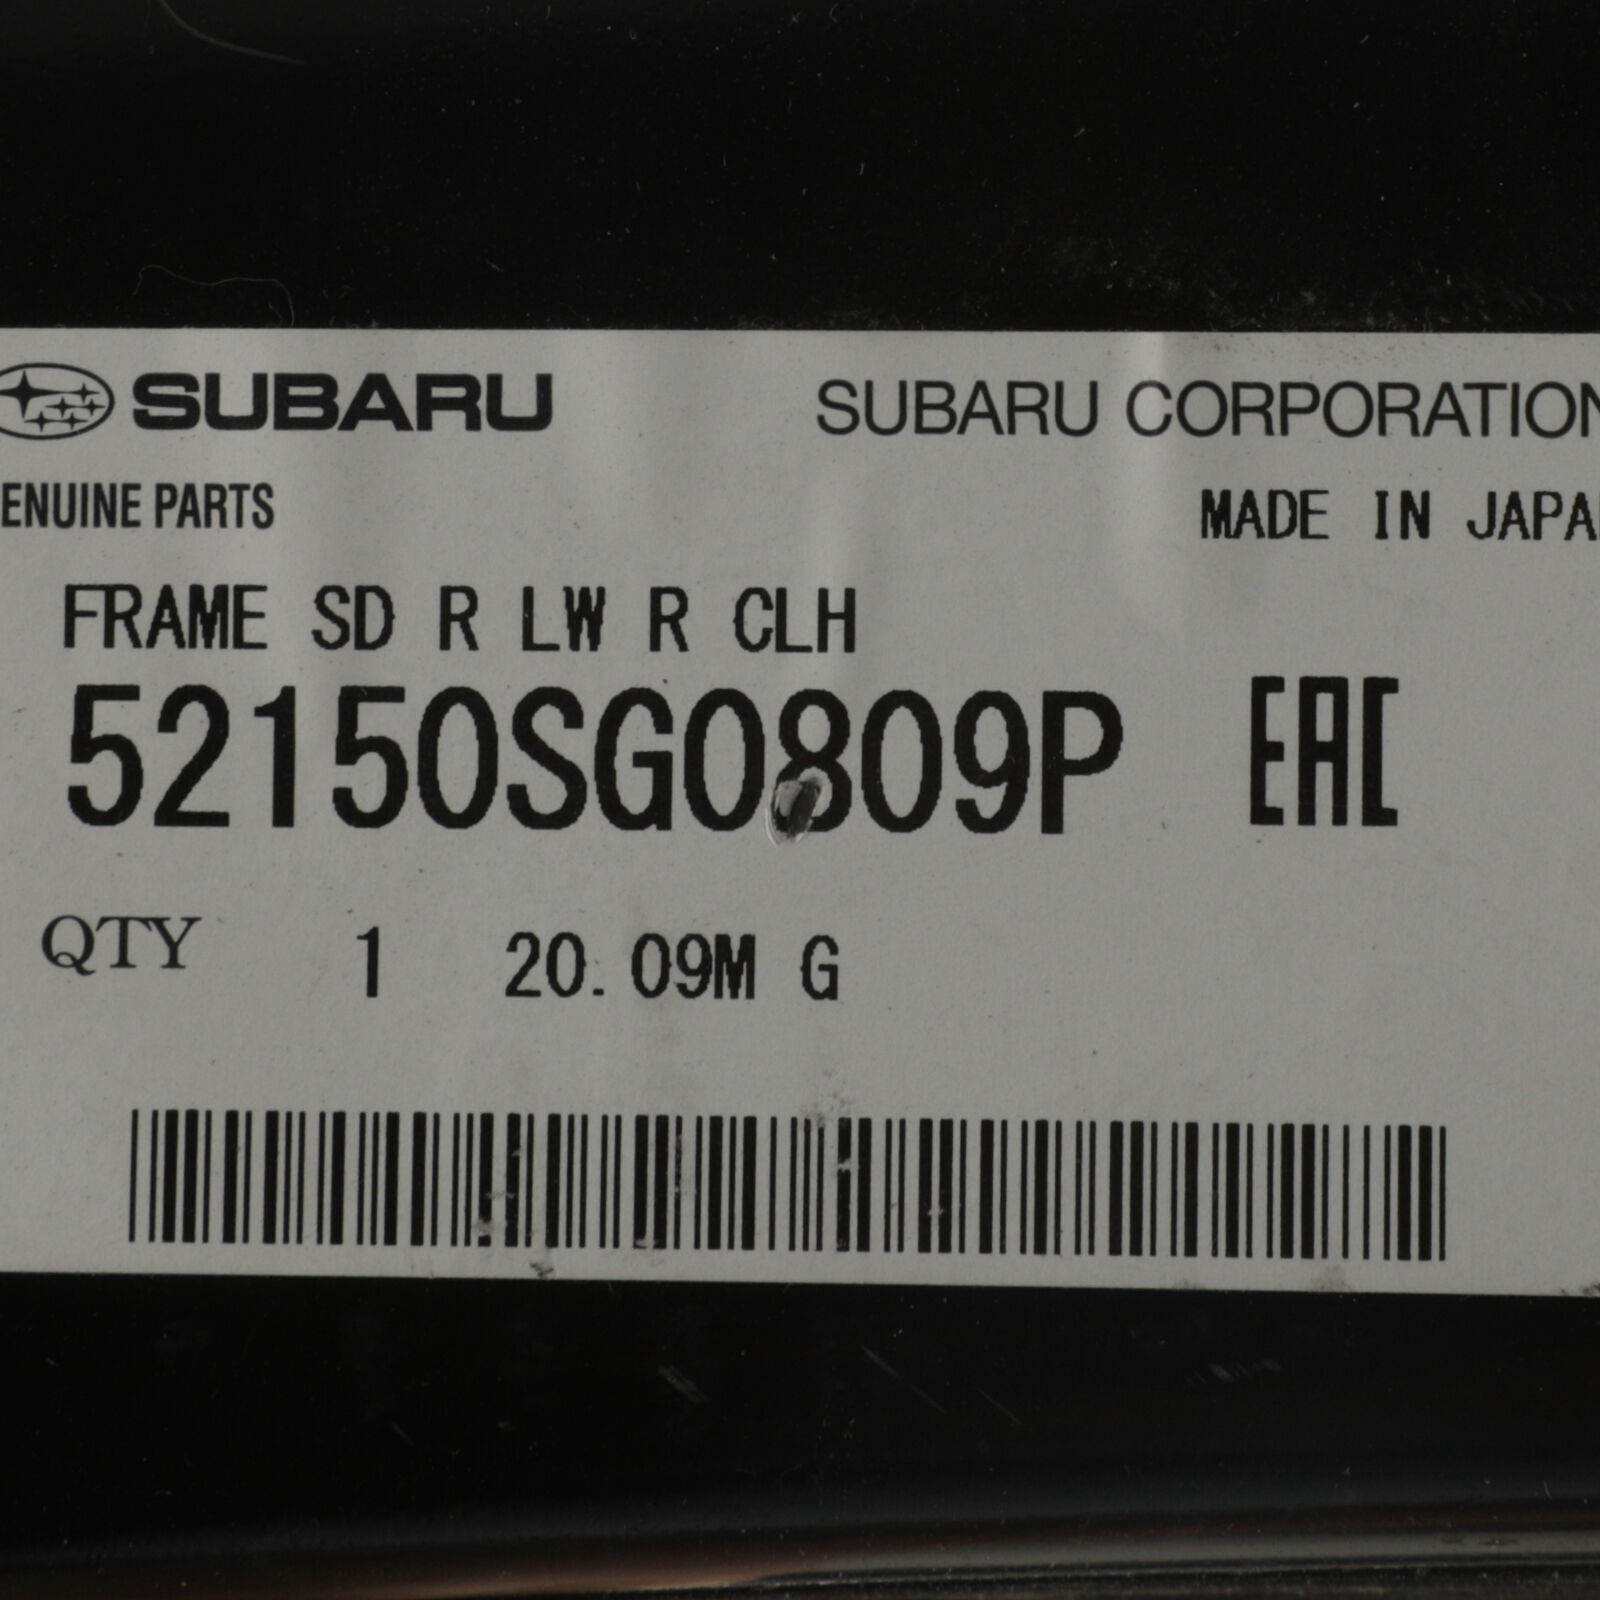 SUBARU SUBARU CORPORATION
ENUINE PARTS MADE IN JAPA
FRAME SD R LW R CLH
52150SG0809P EAC
QTY 1 20.09M G